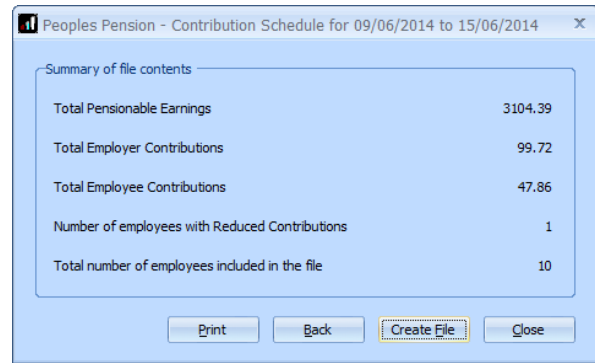 Peoples Pension - Contribution Schedule for 09/06/2014 to 15/06/2014 X
Summary of file contents
Total Pensionable Earnings 3104.39
Total Employer Contributions 99.72
Total Employee Contributions 47.86
Number of employees with Reduced Contributions 1
Total number of employees included in the file 10
Print Back Create File Close